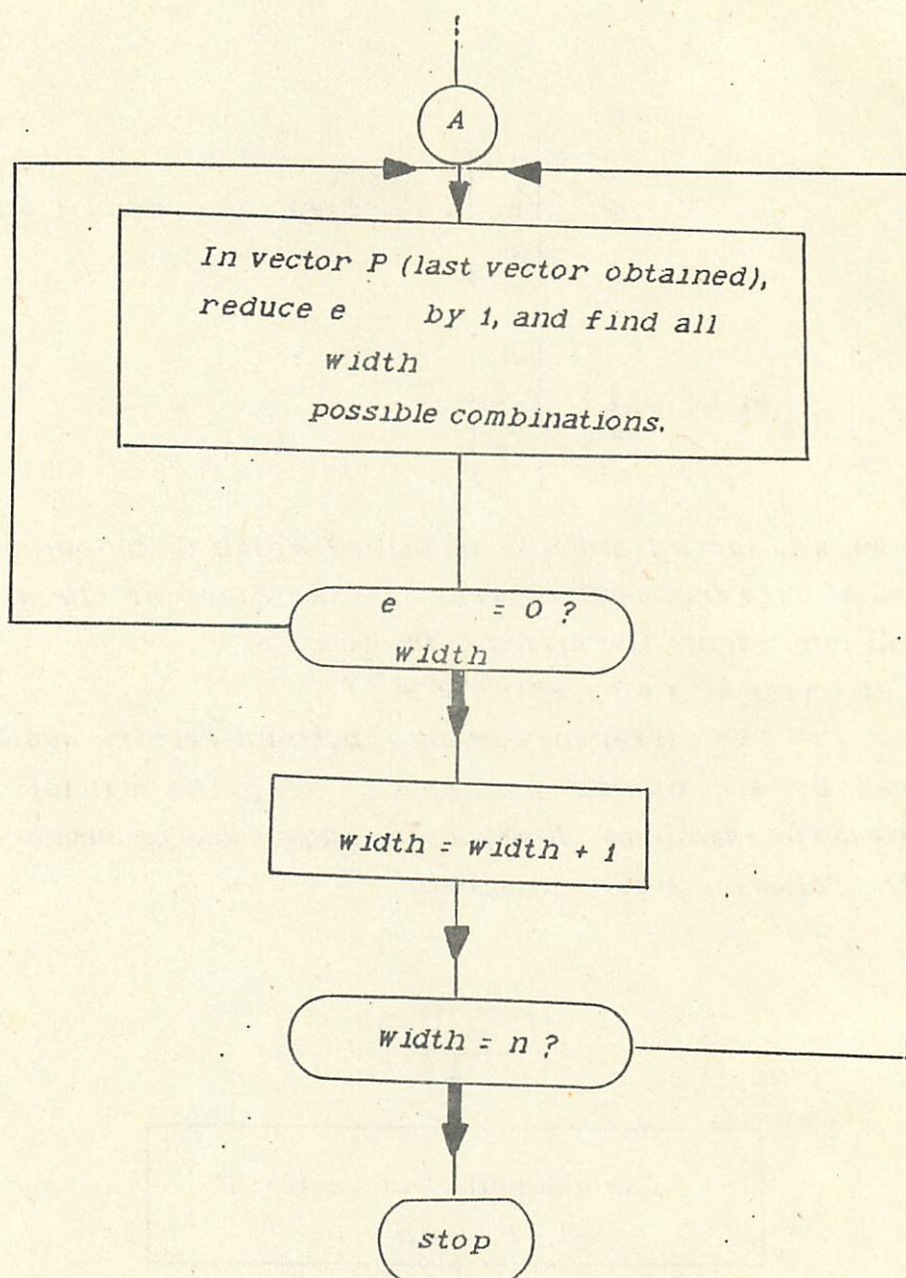 A
In vector P (last vector obtained),
reduce e by 1, and find all
width
possible combinations.
e = 0 ?
width
width = width + 1
width = n ?
stop